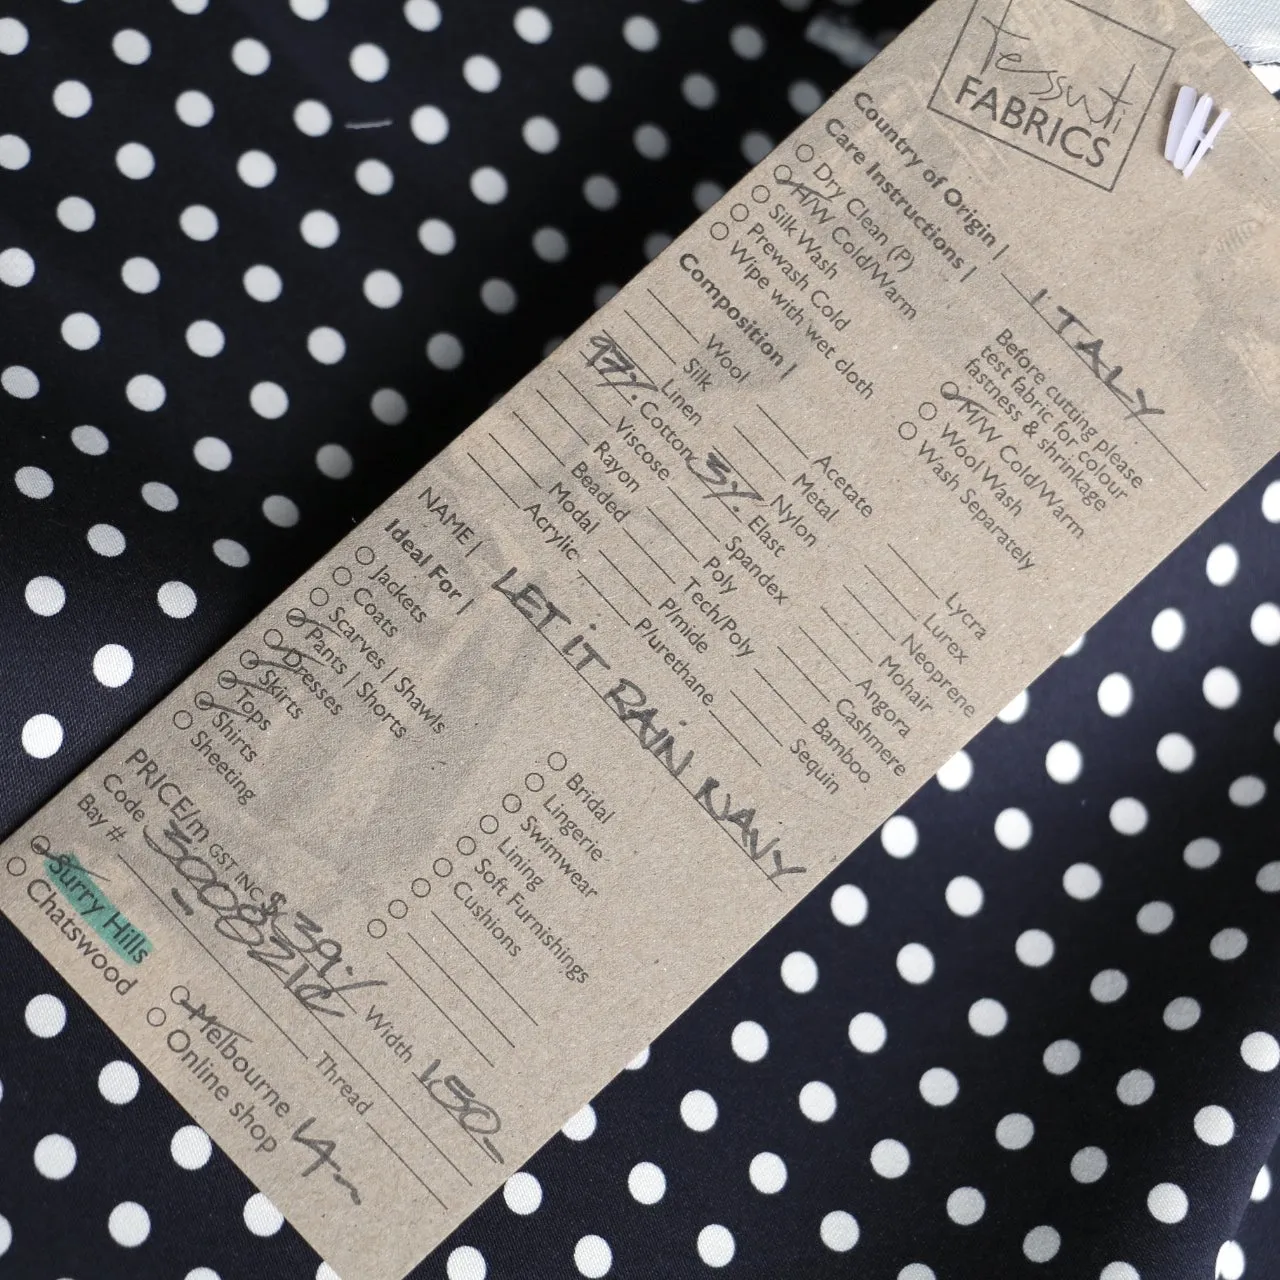 Tessuti
FABRICS
Country of Origin | ITALY
Care Instructions |
Dry Clean (P)
H/W Cold/Warm
Silk Wash
Prewash Cold
Wipe with wet cloth
Before cutting please
test fabric for colour
fastness & shrinkage
M/W Cold/Warm
Wool Wash
Wash Separately
Composition |
Wool
Silk
Linen
97% Cotton
Viscose
Rayon
Beaded
Modal
Acrylic
Acetate
Metal
Nylon
3% Elast
Spandex
Poly
Tech/Poly
P/mide
P/urethane
Lycra
Lurex
Neoprene
Mohair
Angora
Cashmere
Bamboo
Sequin
NAME | LET IT RAIN NAVY
Ideal For |
Jackets
Coats
Scarves | Shawls
Pants | Shorts
Dresses
Skirts
Tops
Shirts
Sheeting
Bridal
Lingerie
Swimwear
Lining
Soft Furnishings
Cushions
PRICE/m GST INC $39.- Width 150-
Code
Bay # - Thread
Surry Hills
Chatswood
Melbourne 14~
Online shop